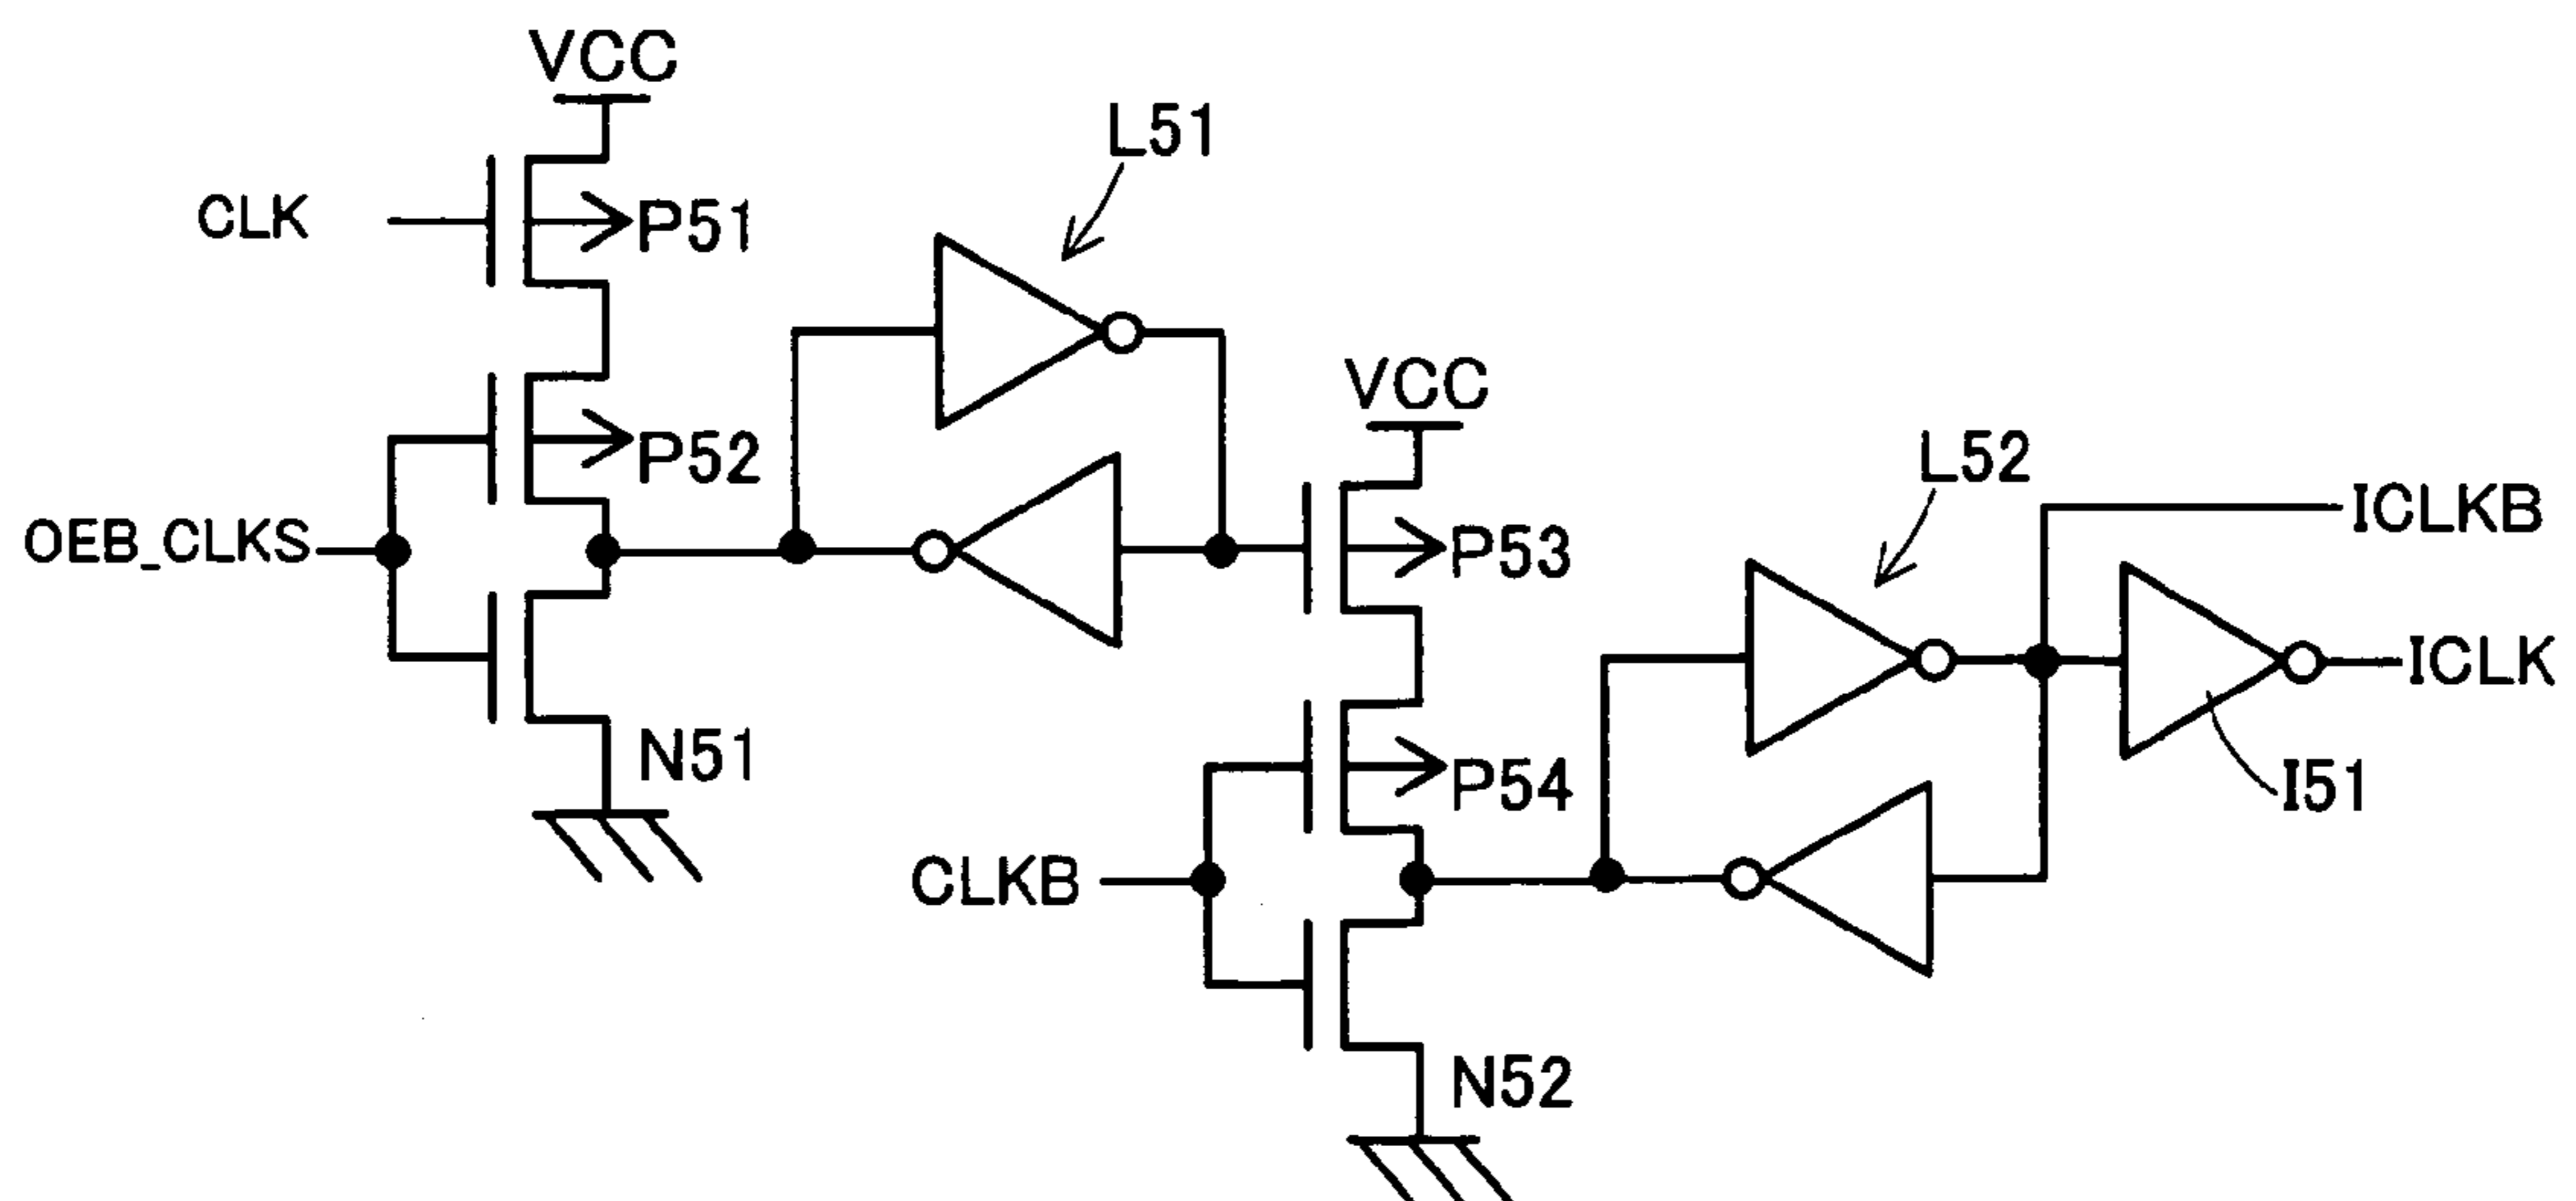 VCC
L51
CLK
P51
VCC
P52
L52
ICLKB
OEB_CLKS
P53
ICLK
N51
P54
I51
CLKB
N52